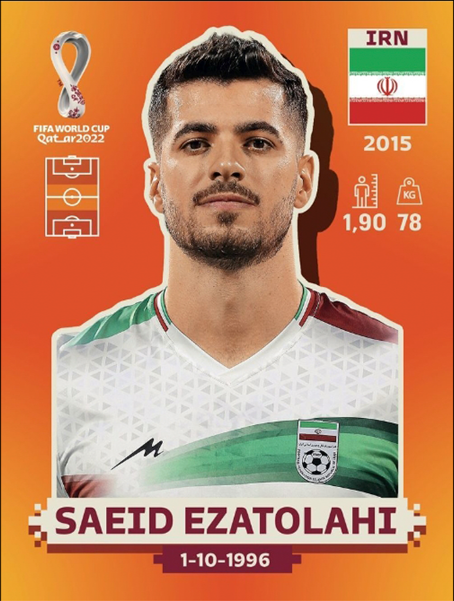 FIFA WORLD CUP
Qatar2022
IRN
2015
KG
1,90 78
SAEID EZATOLAHI
1-10-1996